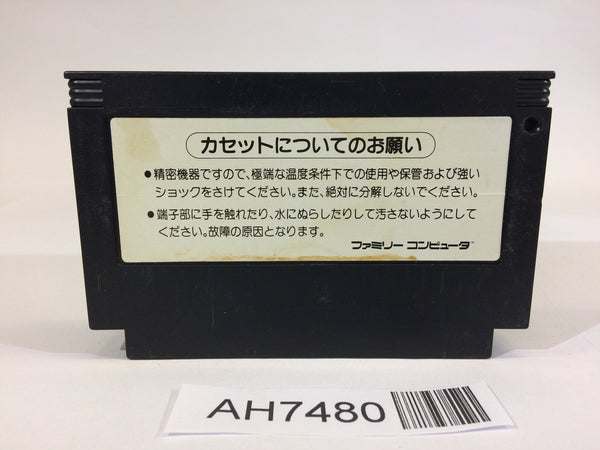 カセットについてのお願い
●精密機器ですので、極端な温度条件下での使用や保管および強い
ショックをさけてください。また、絶対に分解しないでください。
●端子部に手を触れたり、水にぬらしたりして汚さないようにして
ください。故障の原因となります。
ファミリー コンピュータ
AH7480